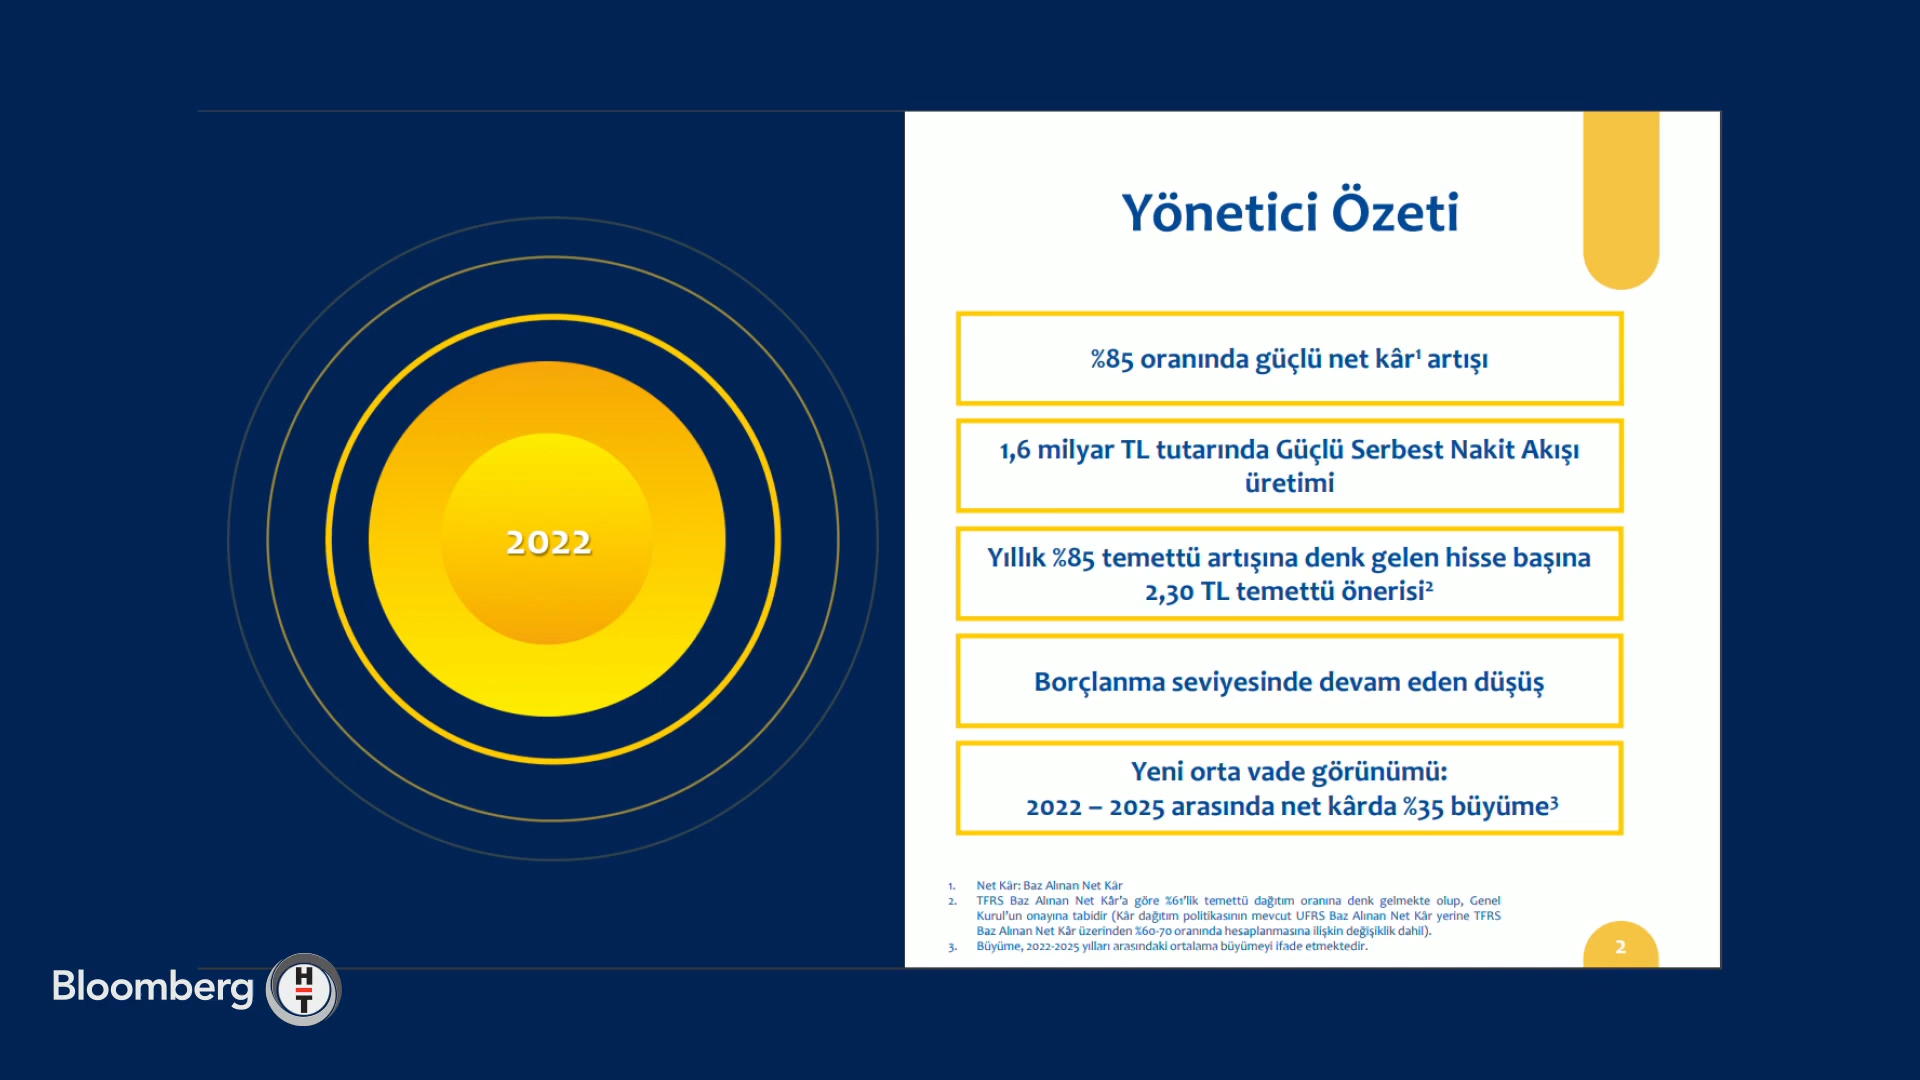 Yönetici Özeti
2022
%85 oranında güçlü net kâr¹ artışı
1,6 milyar TL tutarında Güçlü Serbest Nakit Akışı
üretimi
Yıllık %85 temettü artışına denk gelen hisse başına
2,30 TL temettü önerisi²
Borçlanma seviyesinde devam eden düşüş
Yeni orta vade görünümü:
2022 – 2025 arasında net kârda %35 büyüme³
1. Net Kâr: Baz Alınan Net Kâr
2. TFRS Baz Alınan Net Kâr'a göre %61'lik temettü dağıtım oranına denk gelmekte olup, Genel
Kurul'un onayına tabidir (Kâr dağıtım politikasının mevcut UFRS Baz Alınan Net Kâr yerine TFRS
Baz Alınan Net Kâr üzerinden %60-70 oranında hesaplanmasına ilişkin değişiklik dahil).
3. Büyüme, 2022-2025 yılları arasındaki ortalama büyümeyi ifade etmektedir.
2
Bloomberg HT